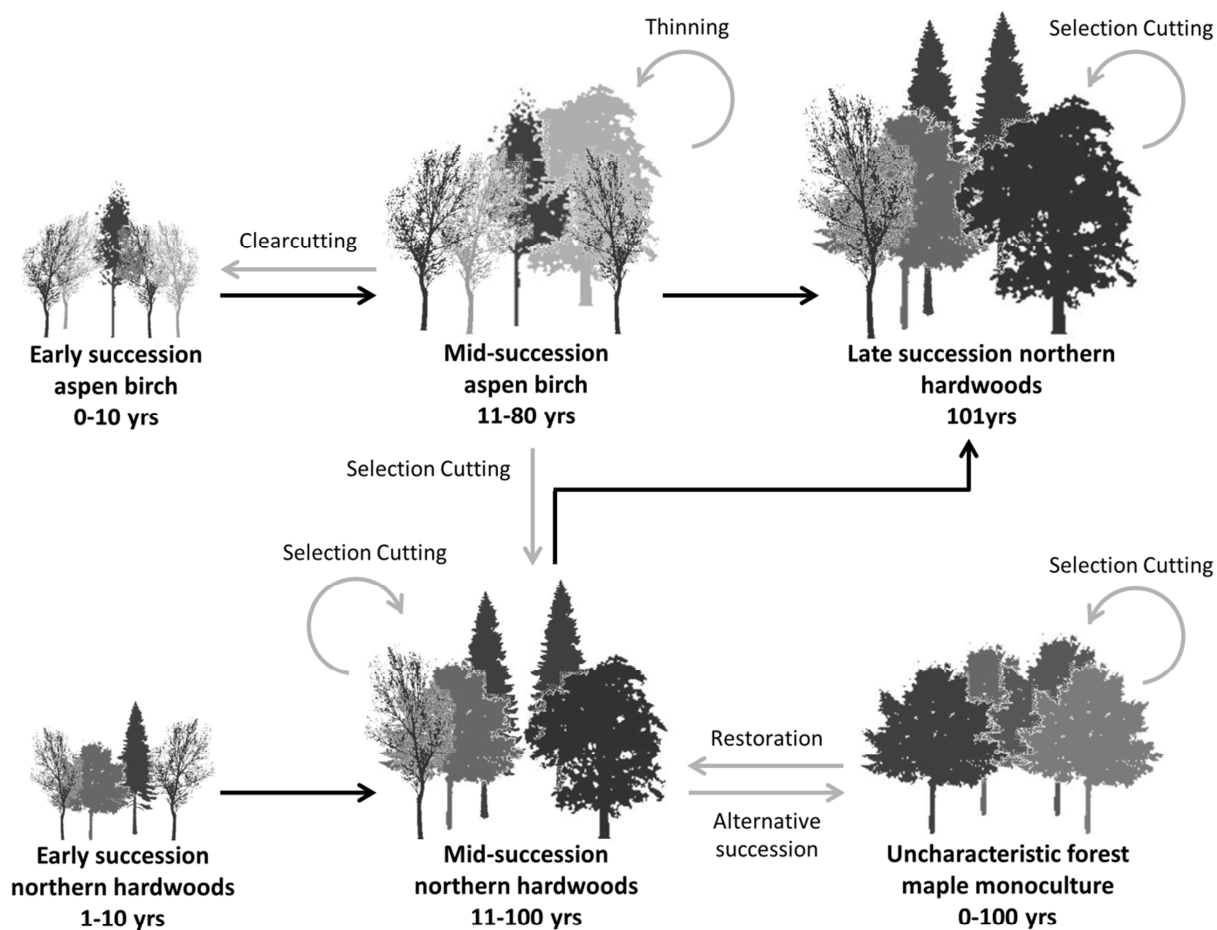 Thinning
Selection Cutting
Clearcutting
Early succession
aspen birch
0-10 yrs
Mid-succession
aspen birch
11-80 yrs
Late succession northern
hardwoods
101yrs
Selection Cutting
Selection Cutting
Selection Cutting
Restoration
Alternative
succession
Early succession
northern hardwoods
1-10 yrs
Mid-succession
northern hardwoods
11-100 yrs
Uncharacteristic forest
maple monoculture
0-100 yrs